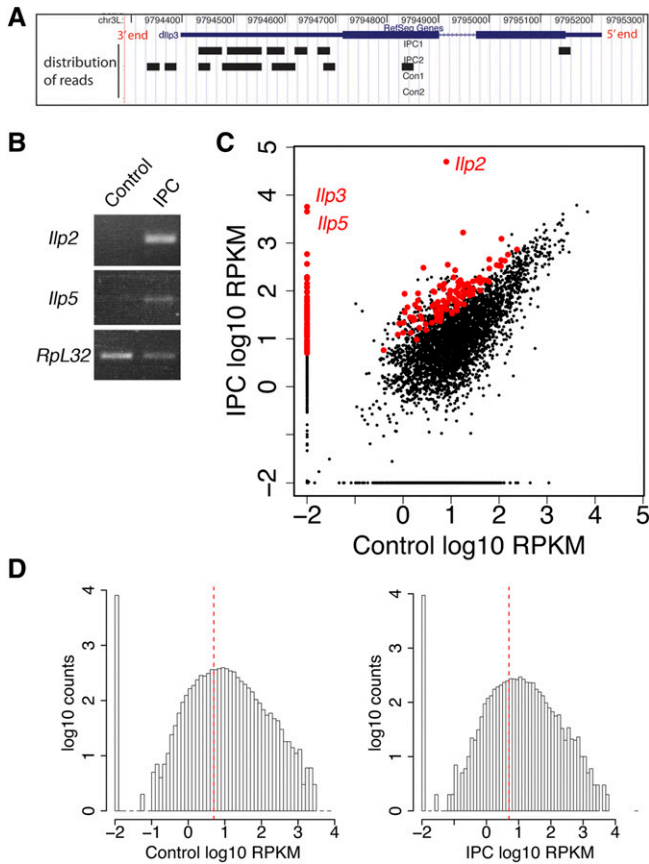 A
chr3L: 9794400 9794500 9794600 9794700 9794800 9794900 9795000 9795100 9795200 9795300
RefSeq Genes
3' end dIlp3 5' end
distribution of reads
IPC1
IPC2
Con1
Con2
B
Control IPC
Ilp2
Ilp5
RpL32
C
5
4
3
2
1
0
−2
IPC log10 RPKM
Ilp2
Ilp3
Ilp5
−2 0 1 2 3 4 5
Control log10 RPKM
D
4
3
2
1
0
log10 counts
−2 −1 0 1 2 3 4
Control log10 RPKM
4
3
2
1
0
log10 counts
−2 0 1 2 3 4
IPC log10 RPKM